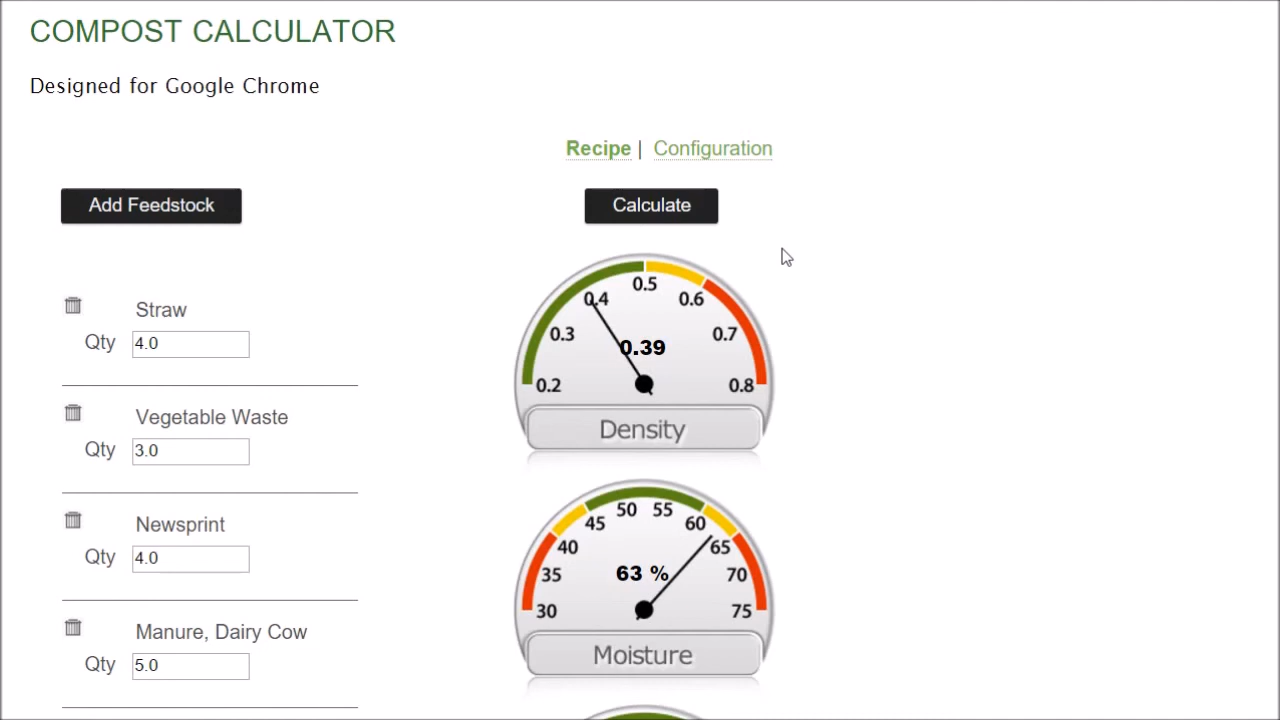 COMPOST CALCULATOR
Designed for Google Chrome
Recipe | Configuration
Add Feedstock
Calculate
Straw
Qty 4.0
Vegetable Waste
Qty 3.0
Newsprint
Qty 4.0
Manure, Dairy Cow
Qty 5.0
0.2 0.3 0.4 0.5 0.6 0.7 0.8
0.39
Density
30 35 40 45 50 55 60 65 70 75
63 %
Moisture